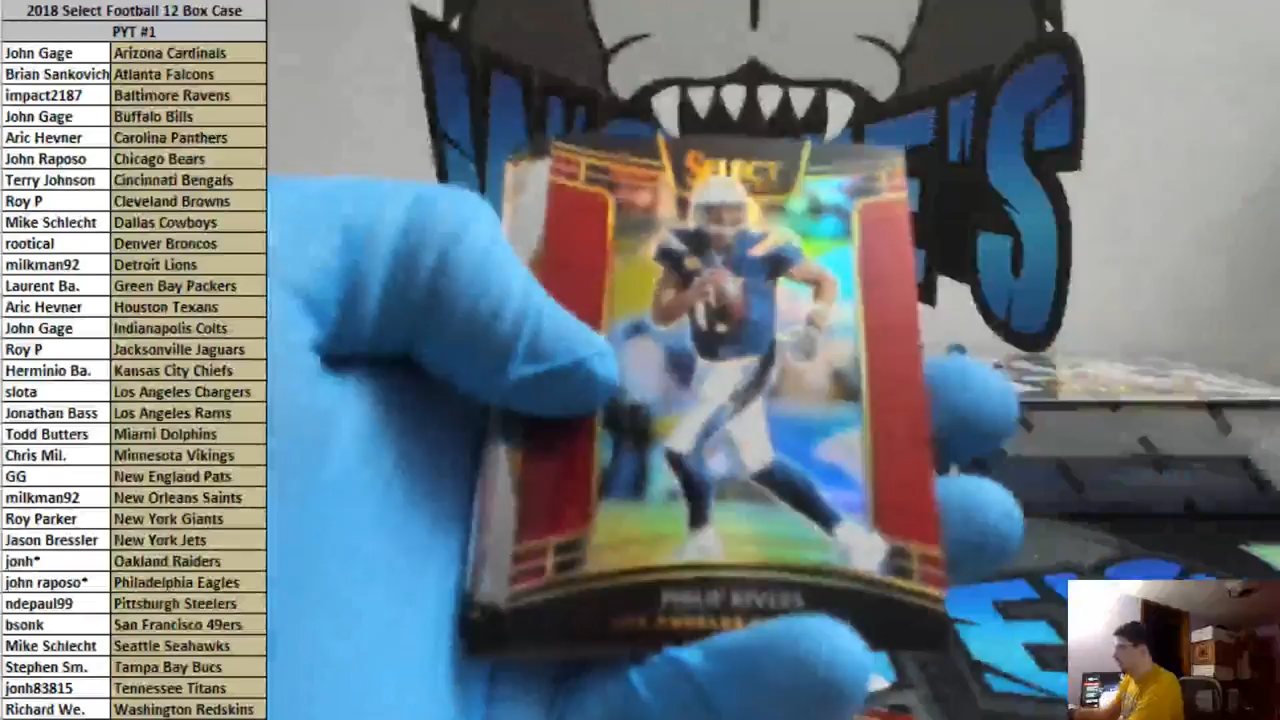 2018 Select Football 12 Box Case
PYT #1
John Gage Arizona Cardinals
Brian Sankovich Atlanta Falcons
impact2187 Baltimore Ravens
John Gage Buffalo Bills
Aric Hevner Carolina Panthers
John Raposo Chicago Bears
Terry Johnson Cincinnati Bengals
Roy P Cleveland Browns
Mike Schlecht Dallas Cowboys
rootical Denver Broncos
milkman92 Detroit Lions
Laurent Ba. Green Bay Packers
Aric Hevner Houston Texans
John Gage Indianapolis Colts
Roy P Jacksonville Jaguars
Herminio Ba. Kansas City Chiefs
slota Los Angeles Chargers
Jonathan Bass Los Angeles Rams
Todd Butters Miami Dolphins
Chris Mil. Minnesota Vikings
GG New England Pats
milkman92 New Orleans Saints
Roy Parker New York Giants
Jason Bressler New York Jets
jonh* Oakland Raiders
john raposo* Philadelphia Eagles
ndepaul99 Pittsburgh Steelers
bsonk San Francisco 49ers
Mike Schlecht Seattle Seahawks
Stephen Sm. Tampa Bay Bucs
jonh83815 Tennessee Titans
Richard We. Washington Redskins
SELECT
PHILIP RIVERS
LOS ANGELES